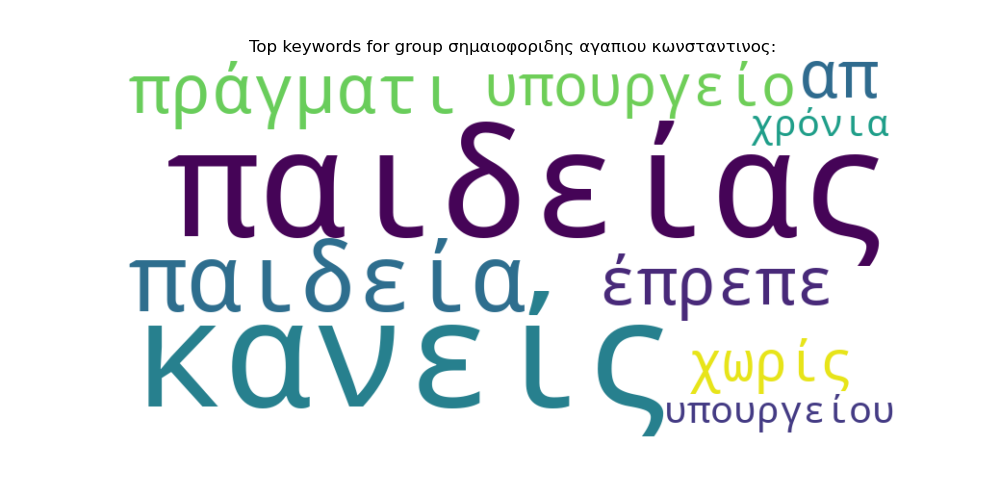 Top keywords for group σημαιοφοριδης αγαπιου κωνσταντινος:
πράγματι υπουργείο απ
χρόνια
παιδείας
παιδεία έπρεπε
κανείς χωρίς
υπουργείου